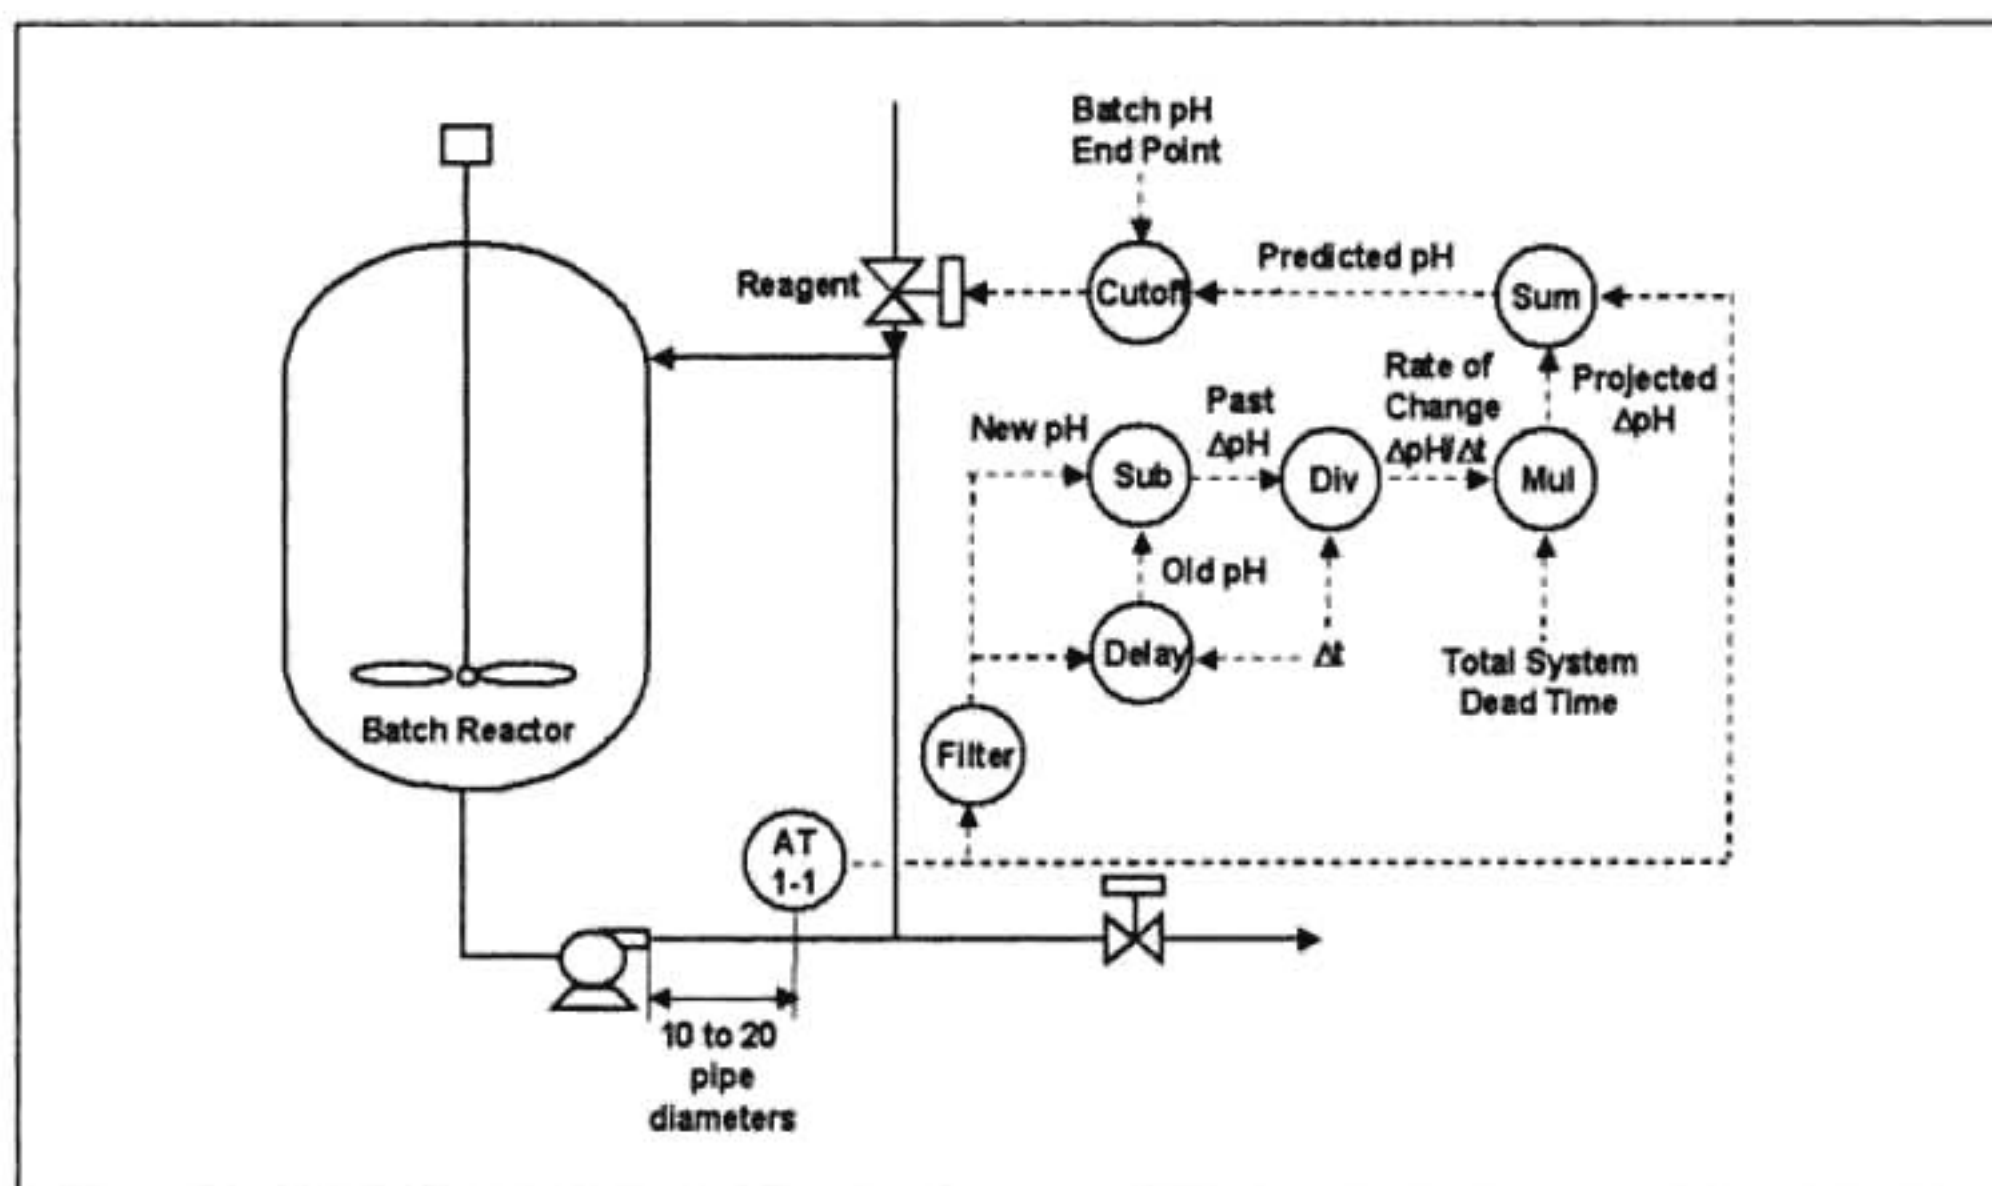 Batch pH
End Point
Reagent
Cutoff
Predicted pH
Sum
Rate of
Change
ΔpH/Δt
Projected
ΔpH
Past
ΔpH
New pH
Sub
Div
Mul
Old pH
Delay
Δt
Total System
Dead Time
Batch Reactor
Filter
AT
1-1
10 to 20
pipe
diameters